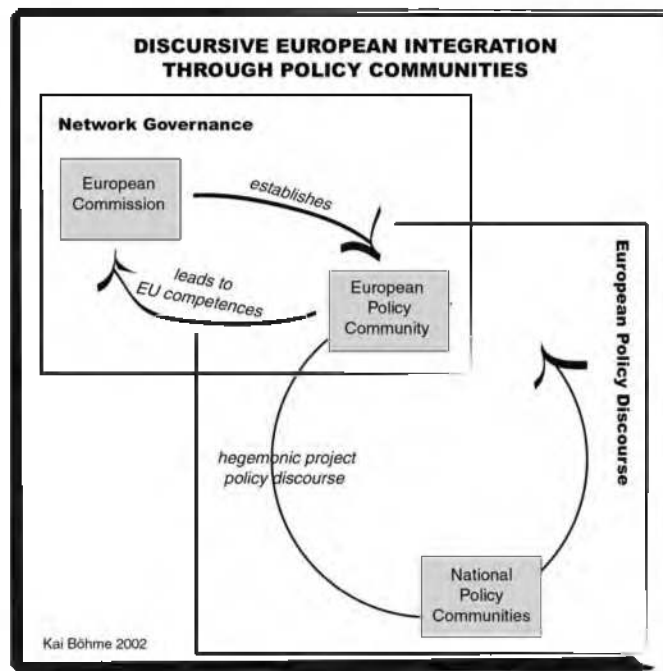 DISCURSIVE EUROPEAN INTEGRATION
THROUGH POLICY COMMUNITIES
Network Governance
European
Commission
establishes
leads to
EU competences
European
Policy
Community
European Policy Discourse
hegemonic project
policy discourse
National
Policy
Communities
Kai Böhme 2002